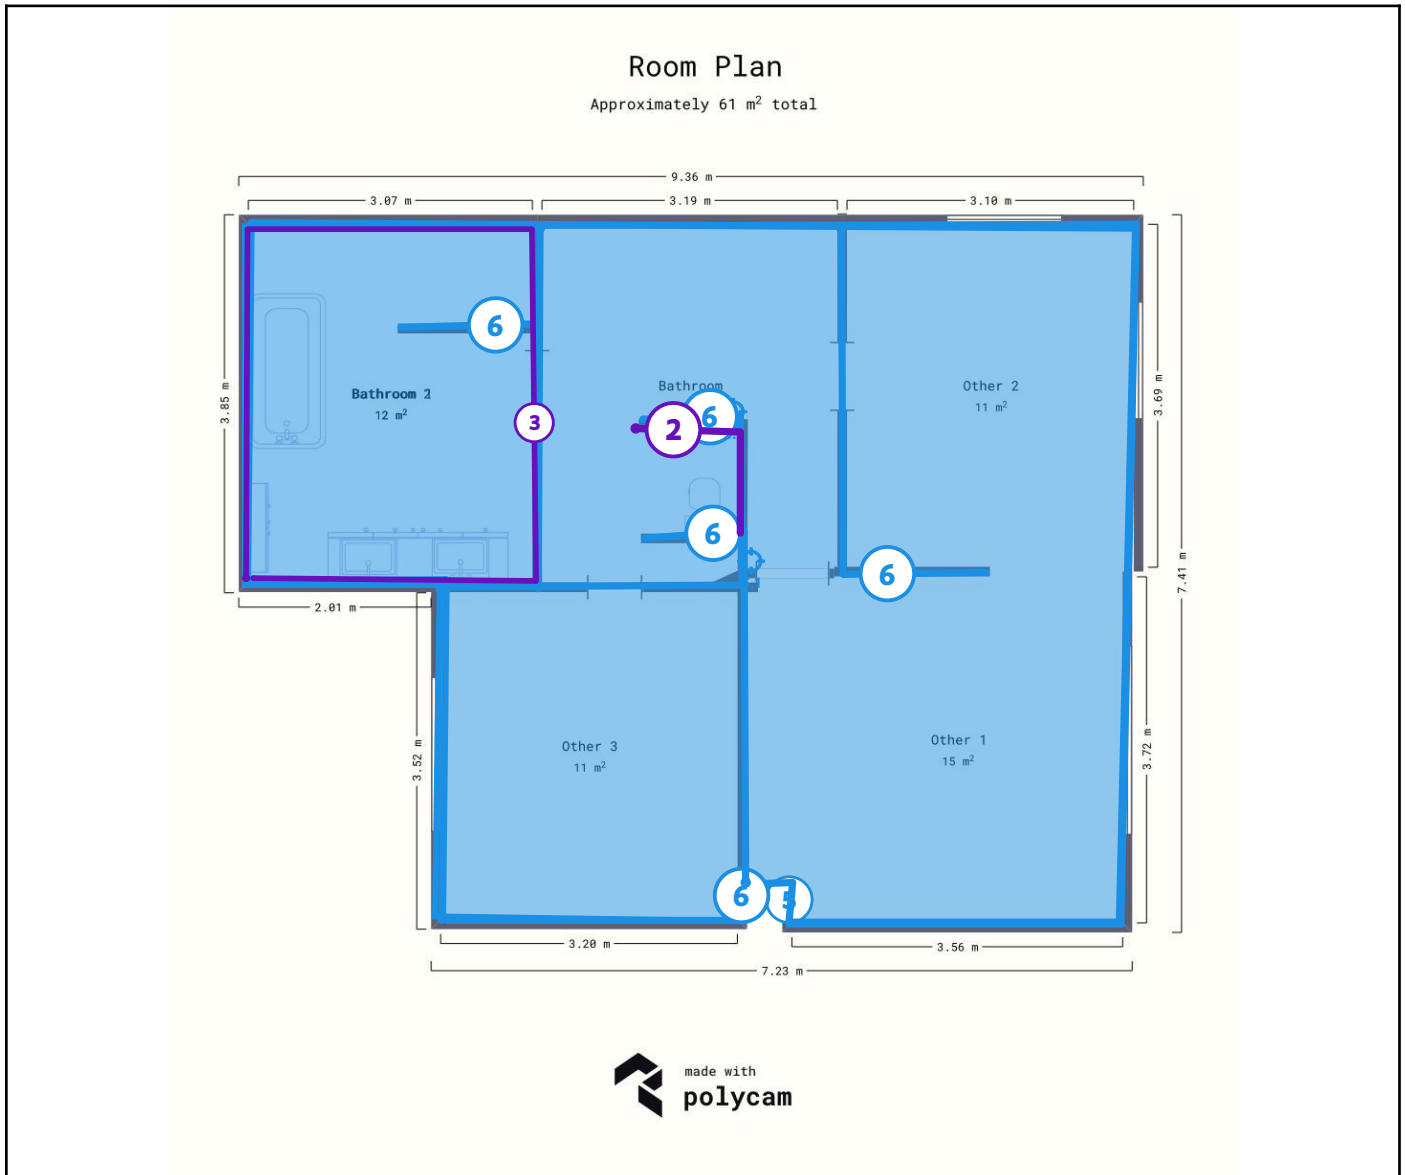 Room Plan
Approximately 61 m² total
9.36 m
3.07 m
3.19 m
3.10 m
6
3.85 m
Bathroom 2
12 m²
Bathroom
Other 2
11 m²
3.69 m
3
2
6
6
6
7.41 m
2.01 m
3.52 m
Other 3
11 m²
Other 1
15 m²
3.72 m
6
5
3.20 m
3.56 m
7.23 m
made with
polycam